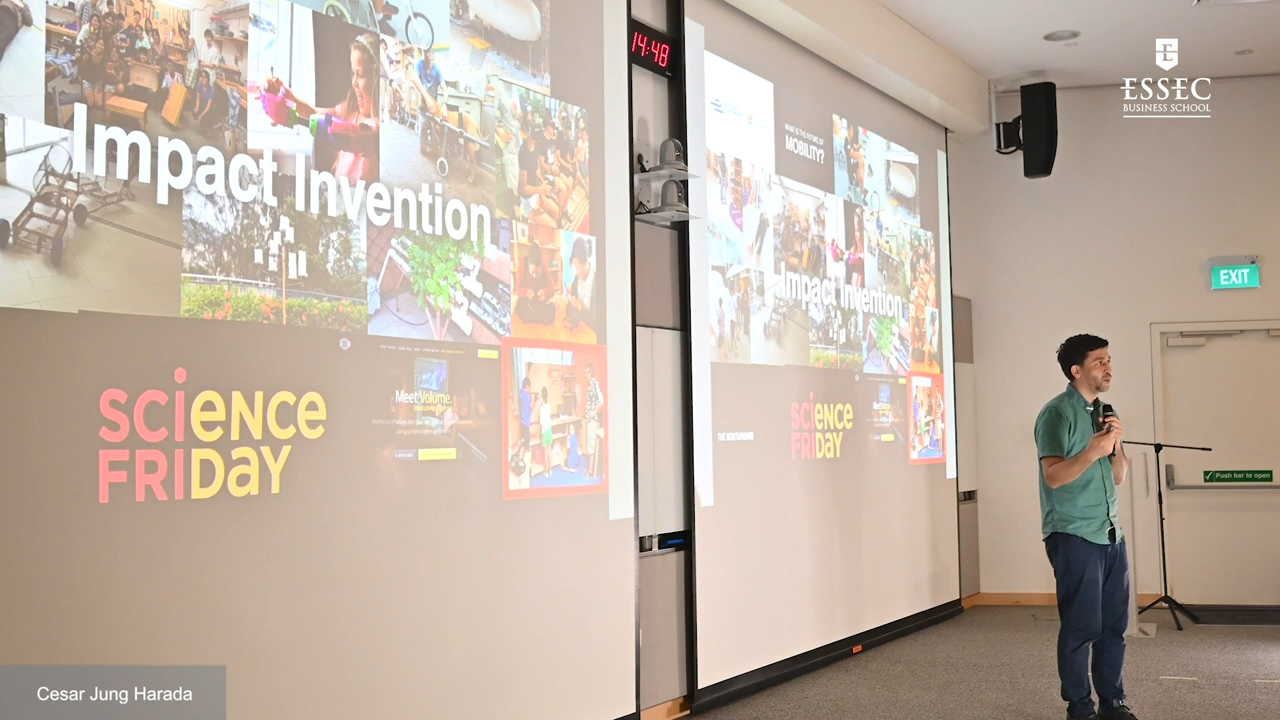 14:48
ESSEC
BUSINESS SCHOOL
Impact Invention
WHAT IS THE FUTURE OF
MOBILITY?
Impact Invention
EXIT
SCIENCE
FRIDAY
Meet Volume.
SCIENCE
FRIDAY
Push bar to open
Cesar Jung Harada